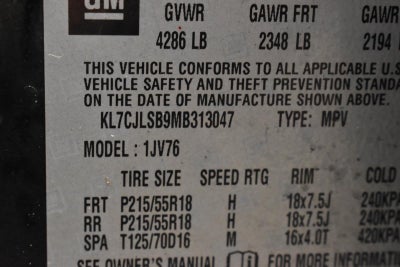 GM
GVWR GAWR FRT GAWR
4286 LB 2348 LB 2194
THIS VEHICLE CONFORMS TO ALL APPLICABLE U.S
VEHICLE SAFETY AND THEFT PREVENTION STANDA
DATE OF MANUFACTURE SHOWN ABOVE.
KL7CJLSB9MB313047 TYPE: MPV
MODEL: 1JV76
TIRE SIZE SPEED RTG RIM COLD
FRT P215/55R18 H 18x7.5J 240KPA
RR P215/55R18 H 18x7.5J 240KPA
SPA T125/70D16 M 16x4.0T 420KPA
SEE OWNER'S MANUAL FOR MORE INFORMATION